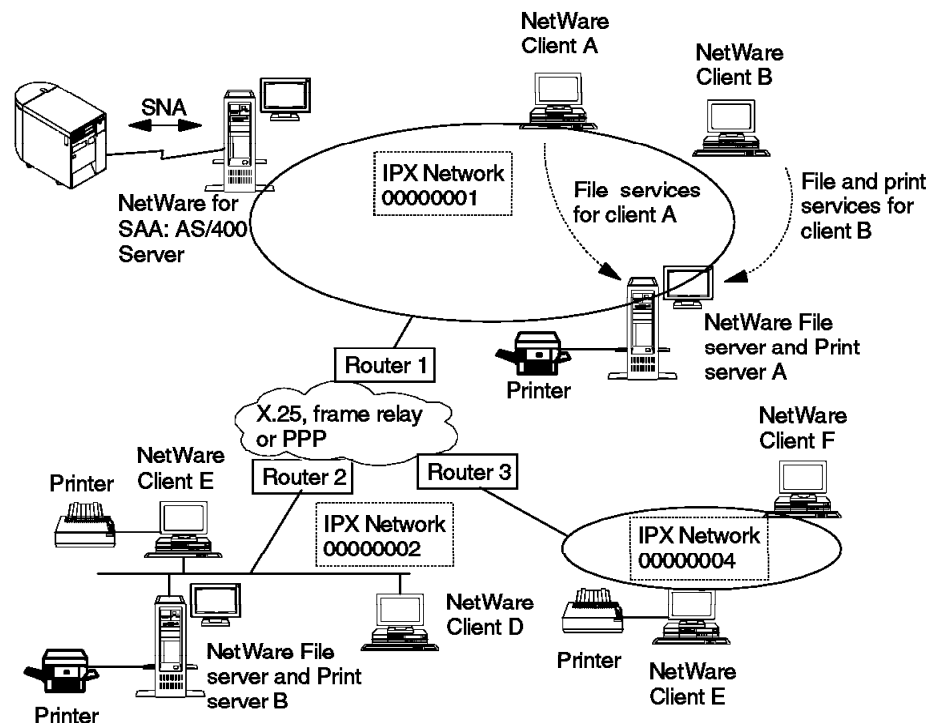 NetWare
Client A
NetWare
Client B
SNA
IPX Network
00000001
File services
for client A
File and print
services for
client B
NetWare for
SAA: AS/400
Server
NetWare File
server and Print
server A
Router 1
Printer
X.25, frame relay
or PPP
NetWare
Client F
NetWare
Client E
Printer
Router 2
Router 3
IPX Network
00000002
IPX Network
00000004
NetWare
Client D
NetWare File
server and Print
server B
Printer
Printer
NetWare
Client E